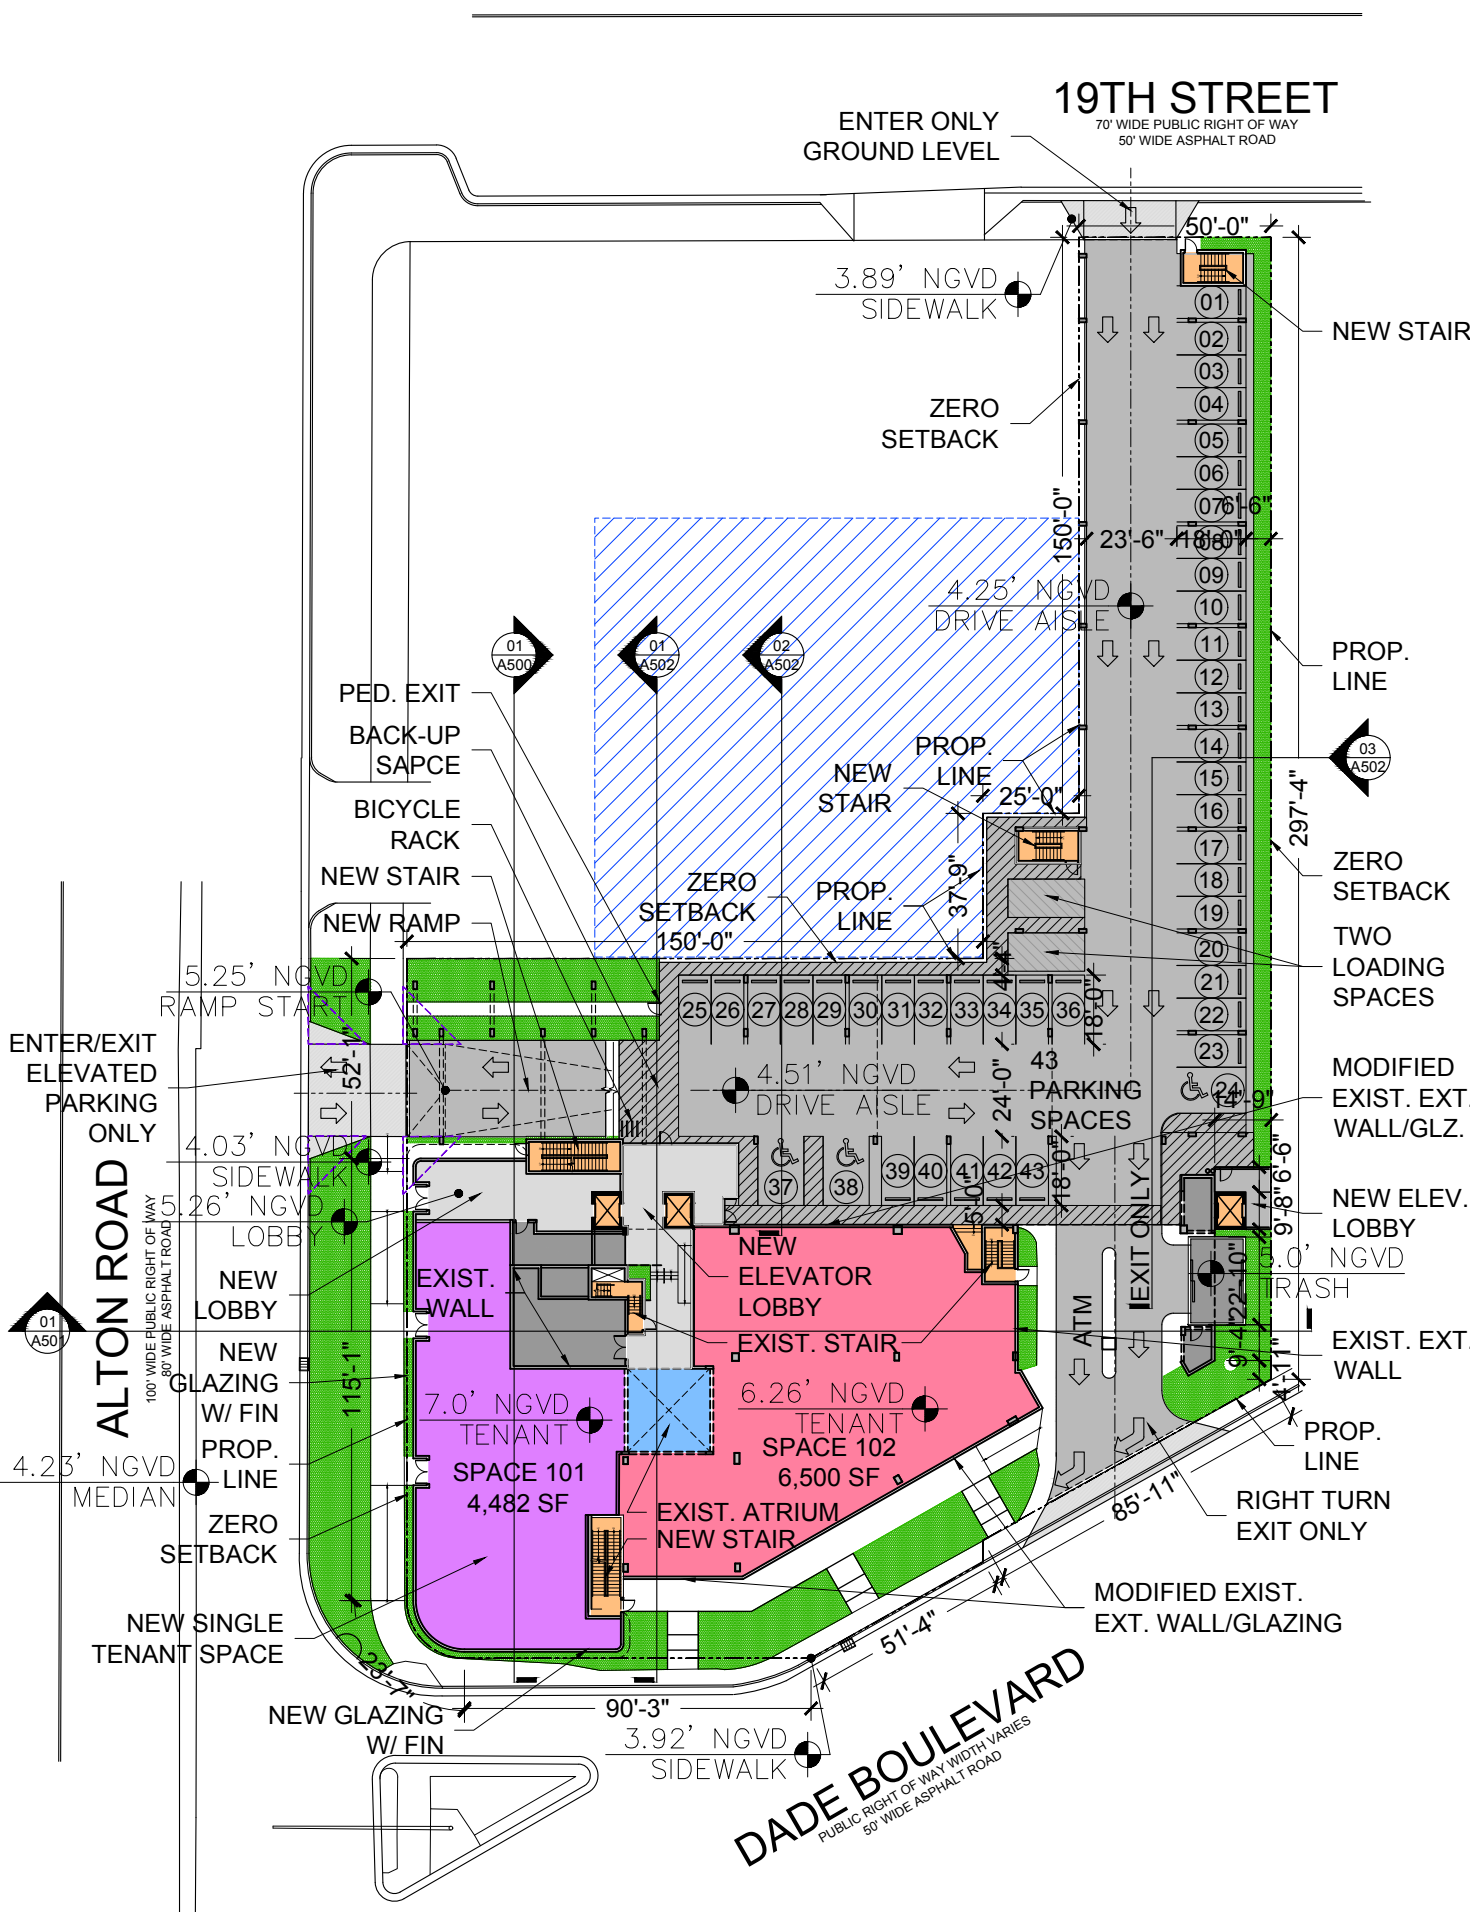 19TH STREET
70' WIDE PUBLIC RIGHT OF WAY
50' WIDE ASPHALT ROAD
ENTER ONLY
GROUND LEVEL
50'-0"
3.89' NGVD
SIDEWALK
NEW STAIR
01
02
03
04
05
06
07
08
09
10
11
12
13
14
15
16
17
18
19
20
21
22
23
24
ZERO
SETBACK
150'-0"
6'-6"
23'-6"
18'-0"
4.25' NGVD
DRIVE AISLE
01
A500
01
A502
02
A502
PROP.
LINE
03
A502
297'-4"
PED. EXIT
BACK-UP
SAPCE
BICYCLE
RACK
NEW STAIR
NEW RAMP
PROP.
LINE
NEW
STAIR
25'-0"
37'-9"
ZERO
SETBACK
PROP.
LINE
150'-0"
ZERO
SETBACK
TWO
LOADING
SPACES
4'-4"
5.25' NGVD
RAMP START
25
26
27
28
29
30
31
32
33
34
35
36
18'-0"
ENTER/EXIT
ELEVATED
PARKING
ONLY
52'-1"
4.51' NGVD
DRIVE AISLE
24'-0"
43
PARKING
SPACES
14'-9"
MODIFIED
EXIST. EXT.
WALL/GLZ.
4.03' NGVD
SIDEWALK
37
38
39
40
41
42
43
5'-0"
18'-0"
6'-6"
9'-8"
5.26' NGVD
LOBBY
NEW ELEV.
LOBBY
ALTON ROAD
100' WIDE PUBLIC RIGHT OF WAY
80' WIDE ASPHALT ROAD
NEW
LOBBY
EXIST.
WALL
NEW
ELEVATOR
LOBBY
EXIT ONLY
5.0' NGVD
TRASH
22'-10"
01
A501
EXIST. STAIR
ATM
9'-4"
EXIST. EXT.
WALL
NEW
GLAZING
W/ FIN
115'-1"
4'-11"
7.0' NGVD
TENANT
6.26' NGVD
TENANT
PROP.
LINE
SPACE 101
4,482 SF
SPACE 102
6,500 SF
PROP.
LINE
4.23' NGVD
MEDIAN
85'-11"
RIGHT TURN
EXIT ONLY
ZERO
SETBACK
EXIST. ATRIUM
NEW STAIR
MODIFIED EXIST.
EXT. WALL/GLAZING
NEW SINGLE
TENANT SPACE
51'-4"
23'-7"
90'-3"
NEW GLAZING
W/ FIN
3.92' NGVD
SIDEWALK
DADE BOULEVARD
PUBLIC RIGHT OF WAY WIDTH VARIES
50' WIDE ASPHALT ROAD